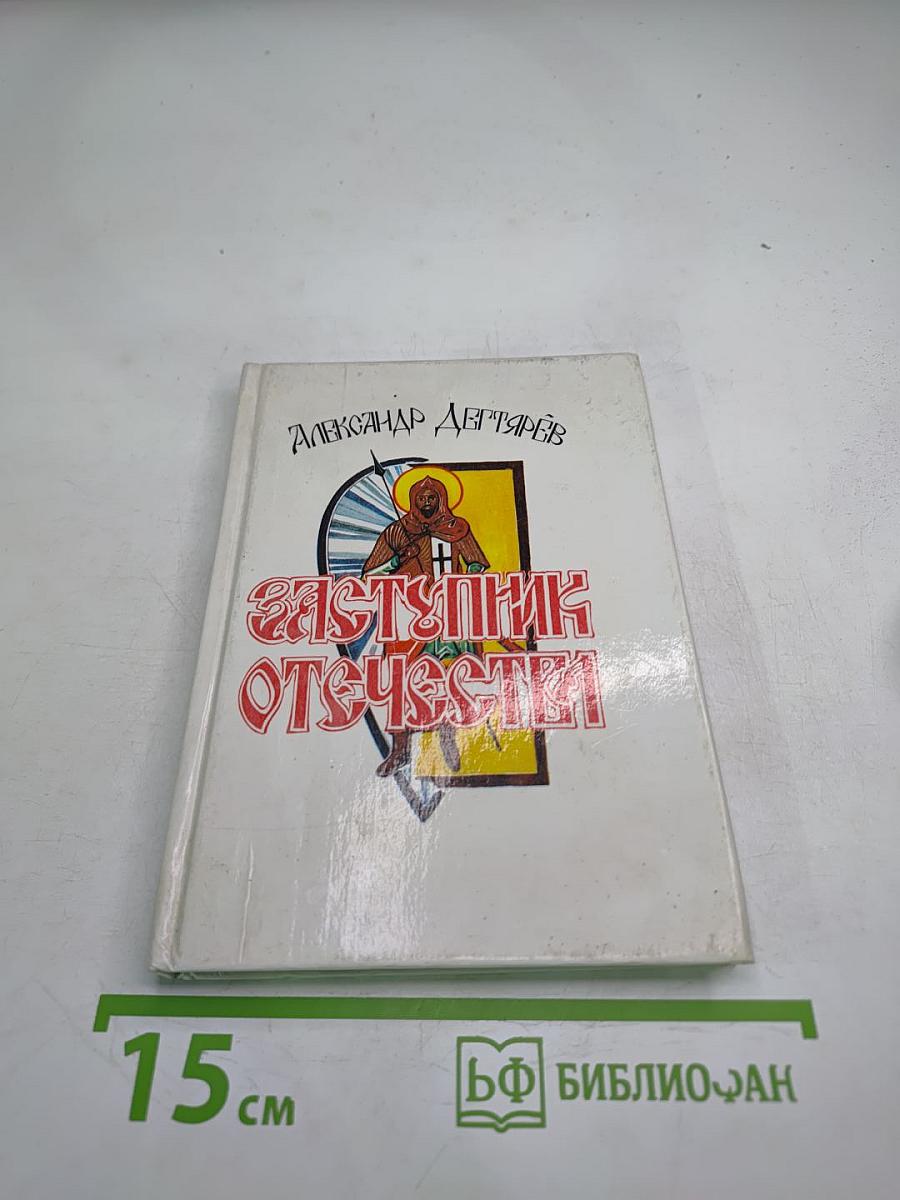 Александр Дегтярёв
ЗАСТУПНИК
ОТЕЧЕСТВА
15 см
БФ БИБЛИОФАН